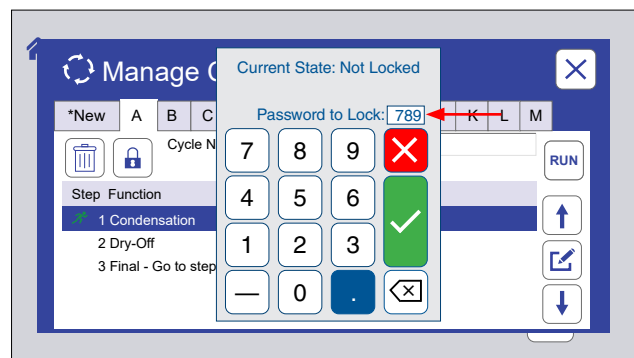 Manage C
Current State: Not Locked
*New A B C K L M
Password to Lock: 789
Cycle N
RUN
7 8 9
4 5 6
1 2 3
— 0 .
Step Function
1 Condensation
2 Dry-Off
3 Final - Go to step